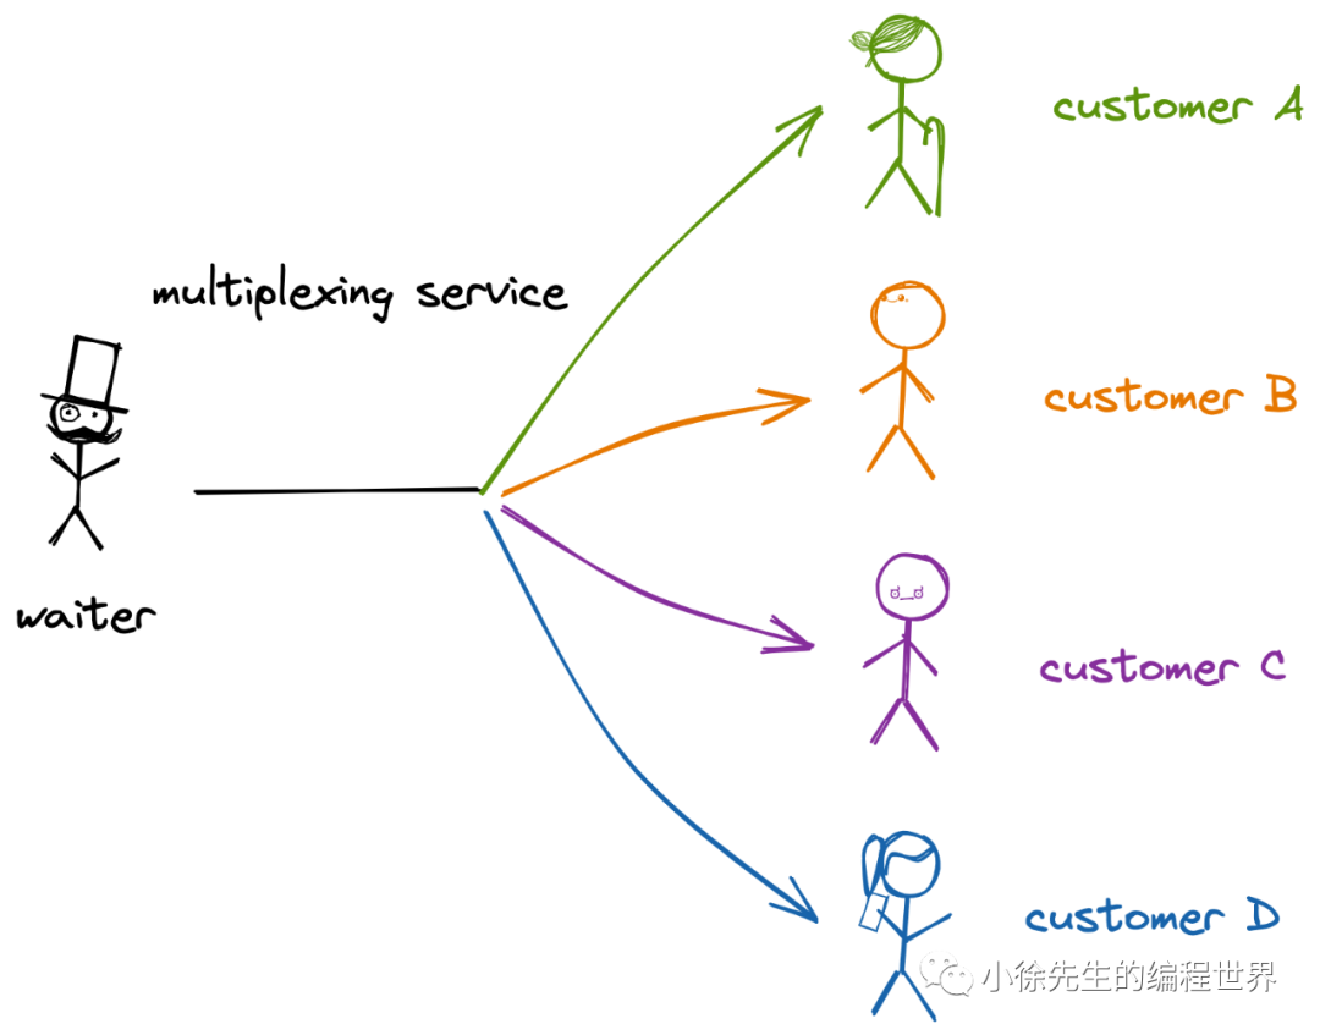 customer A
multiplexing service
customer B
waiter
customer C
customer D
小徐先生的编程世界